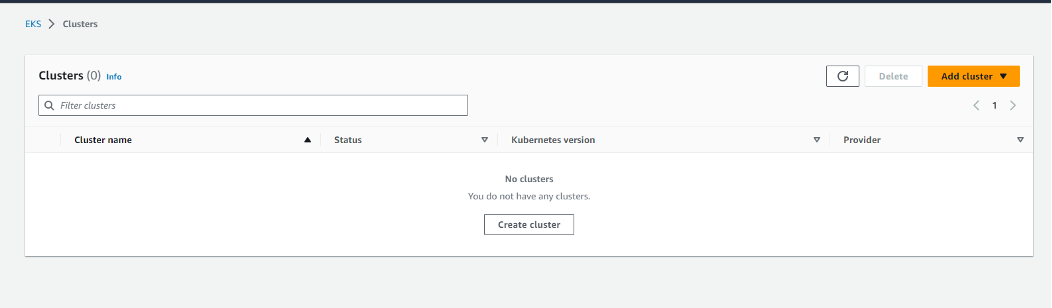 EKS > Clusters
Clusters (0) Info
Delete
Add cluster
Filter clusters
1
Cluster name Status Kubernetes version Provider
No clusters
You do not have any clusters.
Create cluster